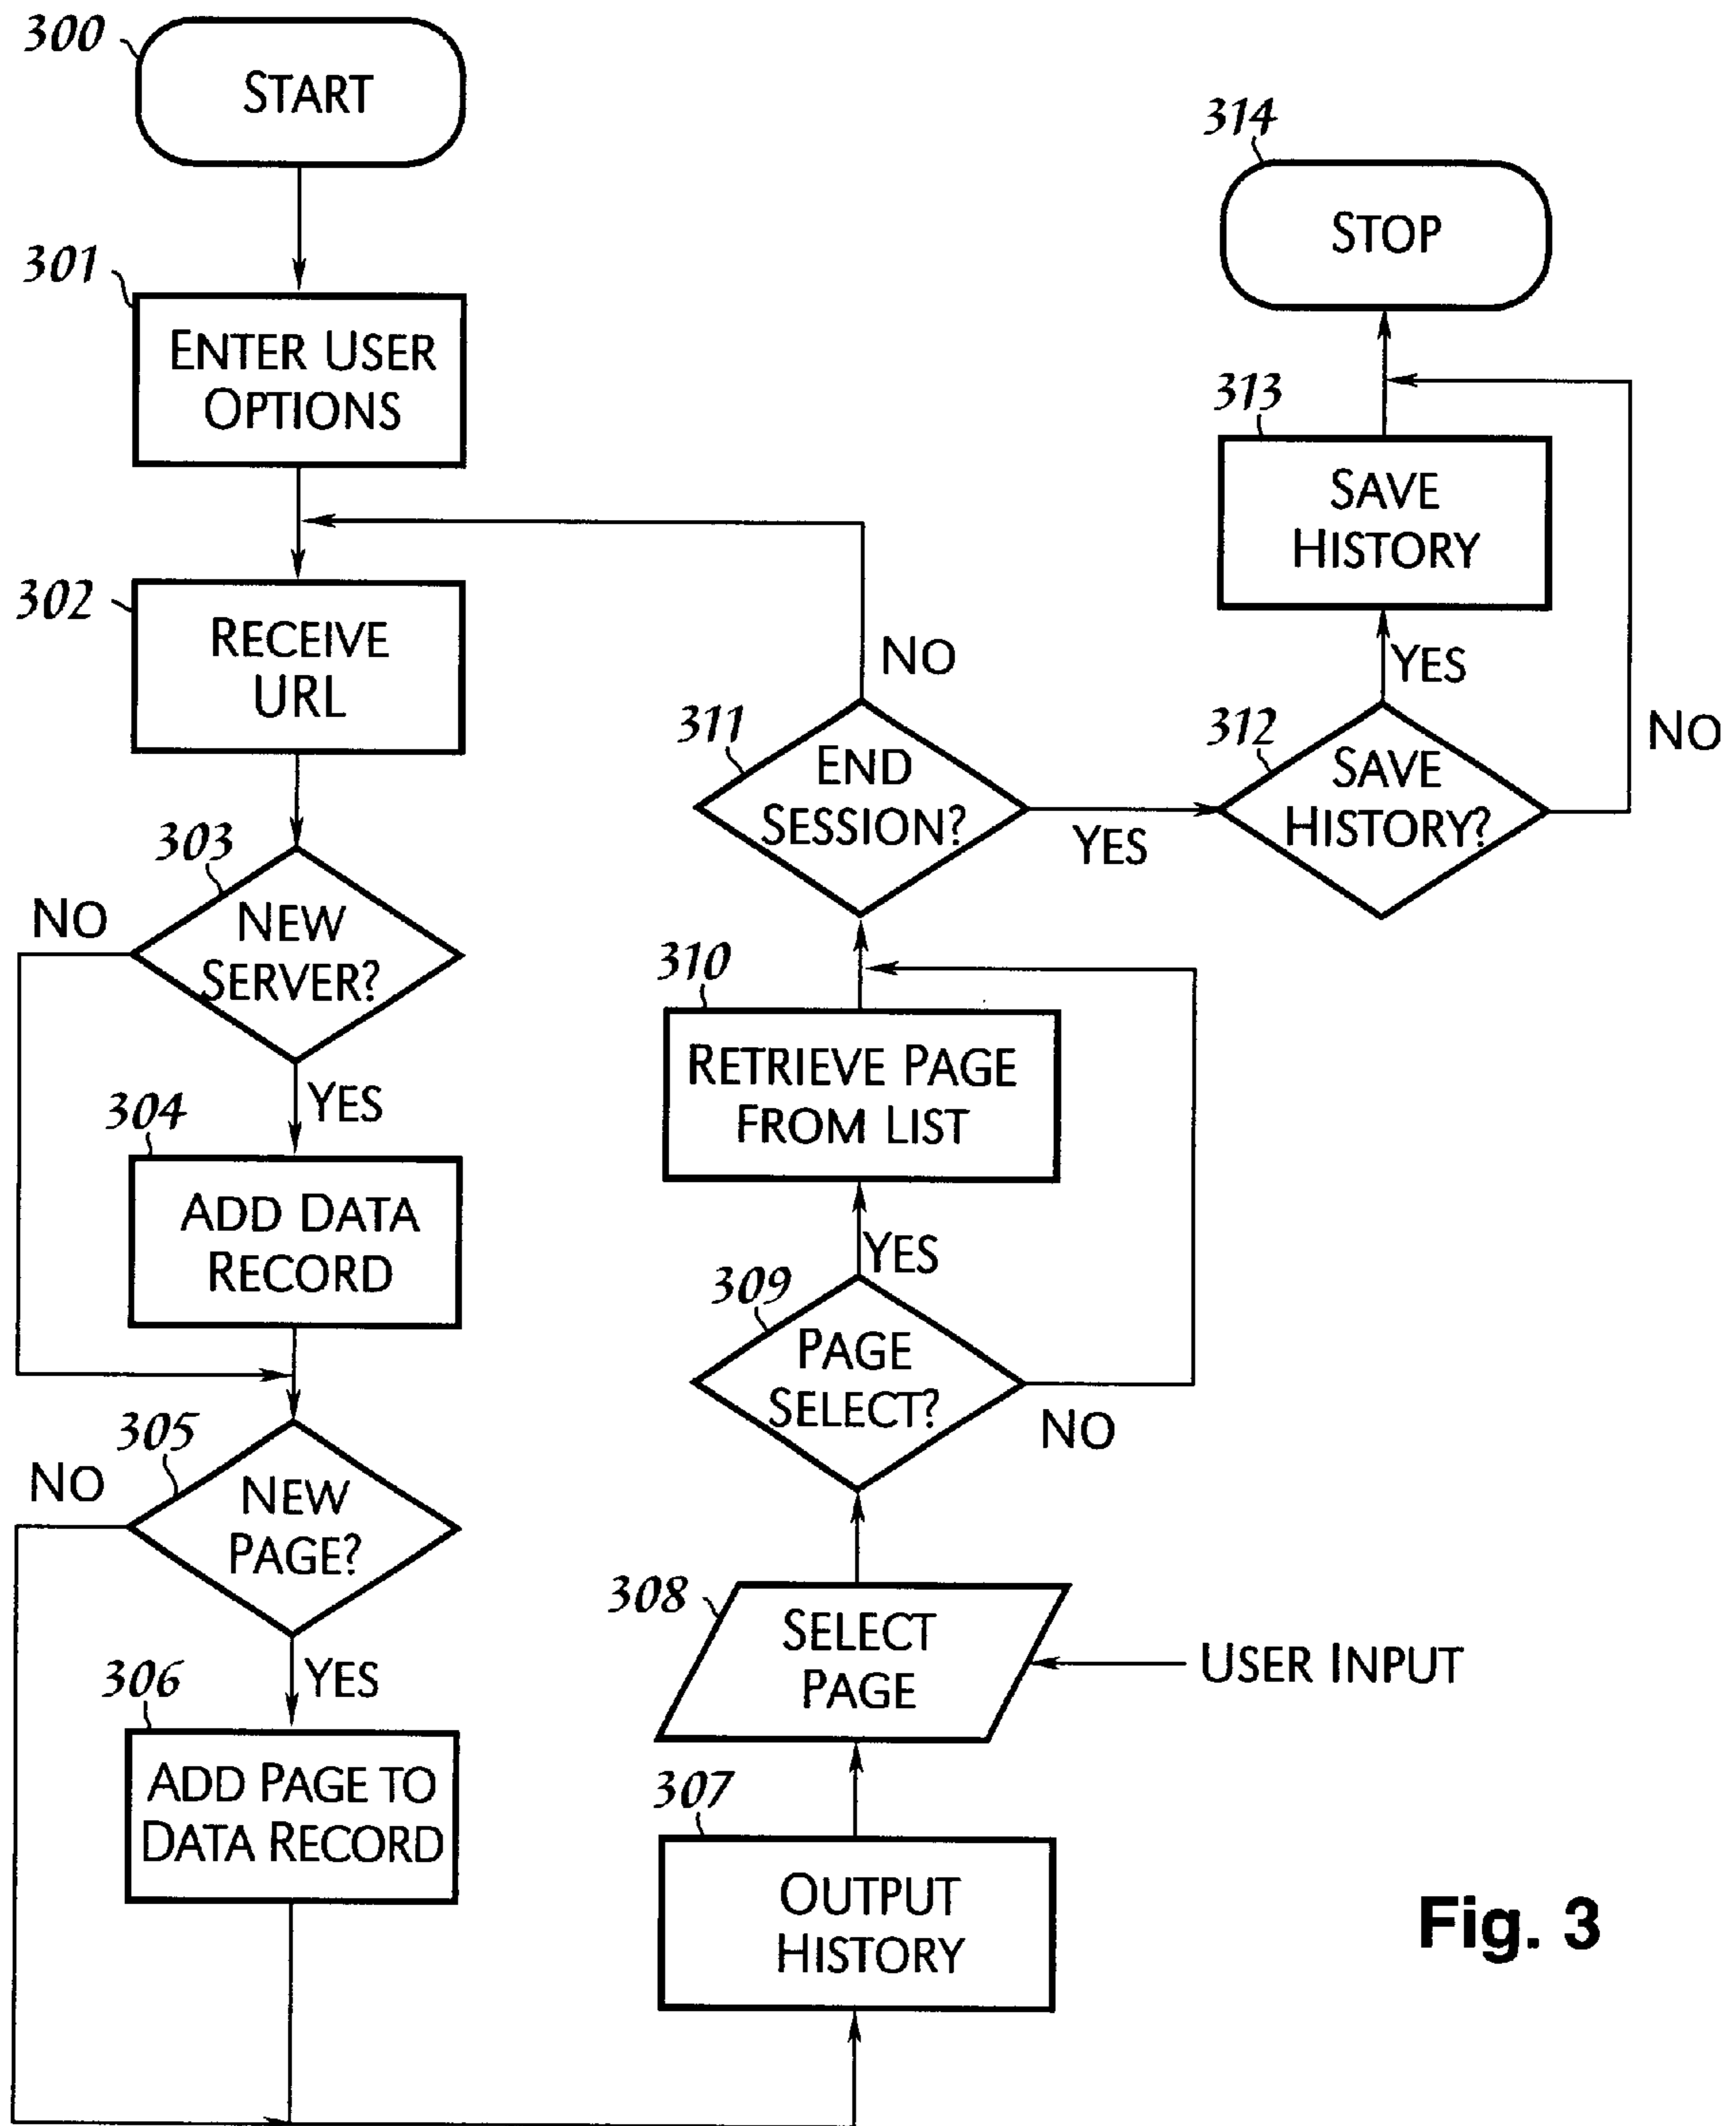 300
START
301
ENTER USER
OPTIONS
302
RECEIVE
URL
303
NO
NEW
SERVER?
YES
304
ADD DATA
RECORD
305
NO
NEW
PAGE?
YES
306
ADD PAGE TO
DATA RECORD
307
OUTPUT
HISTORY
308
SELECT
PAGE
USER INPUT
309
PAGE
SELECT?
YES
NO
310
RETRIEVE PAGE
FROM LIST
311
END
SESSION?
NO
YES
312
SAVE
HISTORY?
YES
NO
313
SAVE
HISTORY
314
STOP
Fig. 3